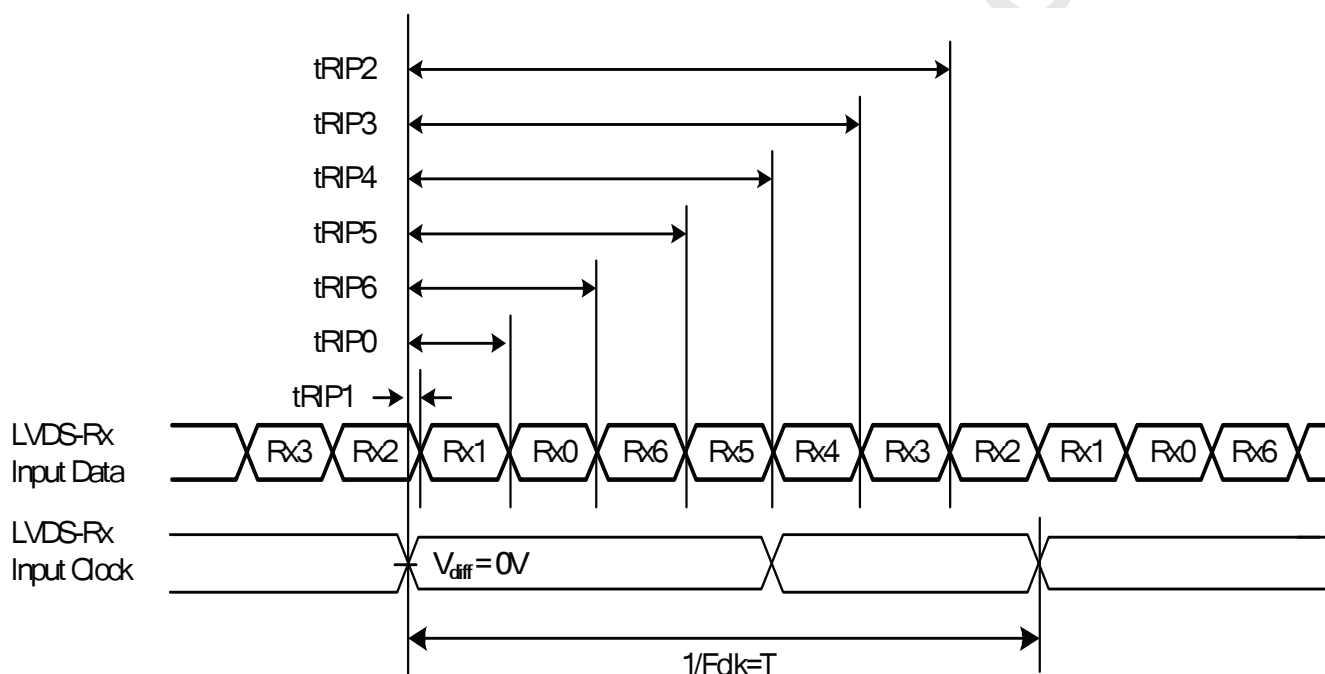 tRIP2
tRIP3
tRIP4
tRIP5
tRIP6
tRIP0
tRIP1
LVDS-Rx
Input Data
Rx3 Rx2 Rx1 Rx0 Rx6 Rx5 Rx4 Rx3 Rx2 Rx1 Rx0 Rx6
LVDS-Rx
Input Clock
Vdiff = 0V
1/Fclk=T